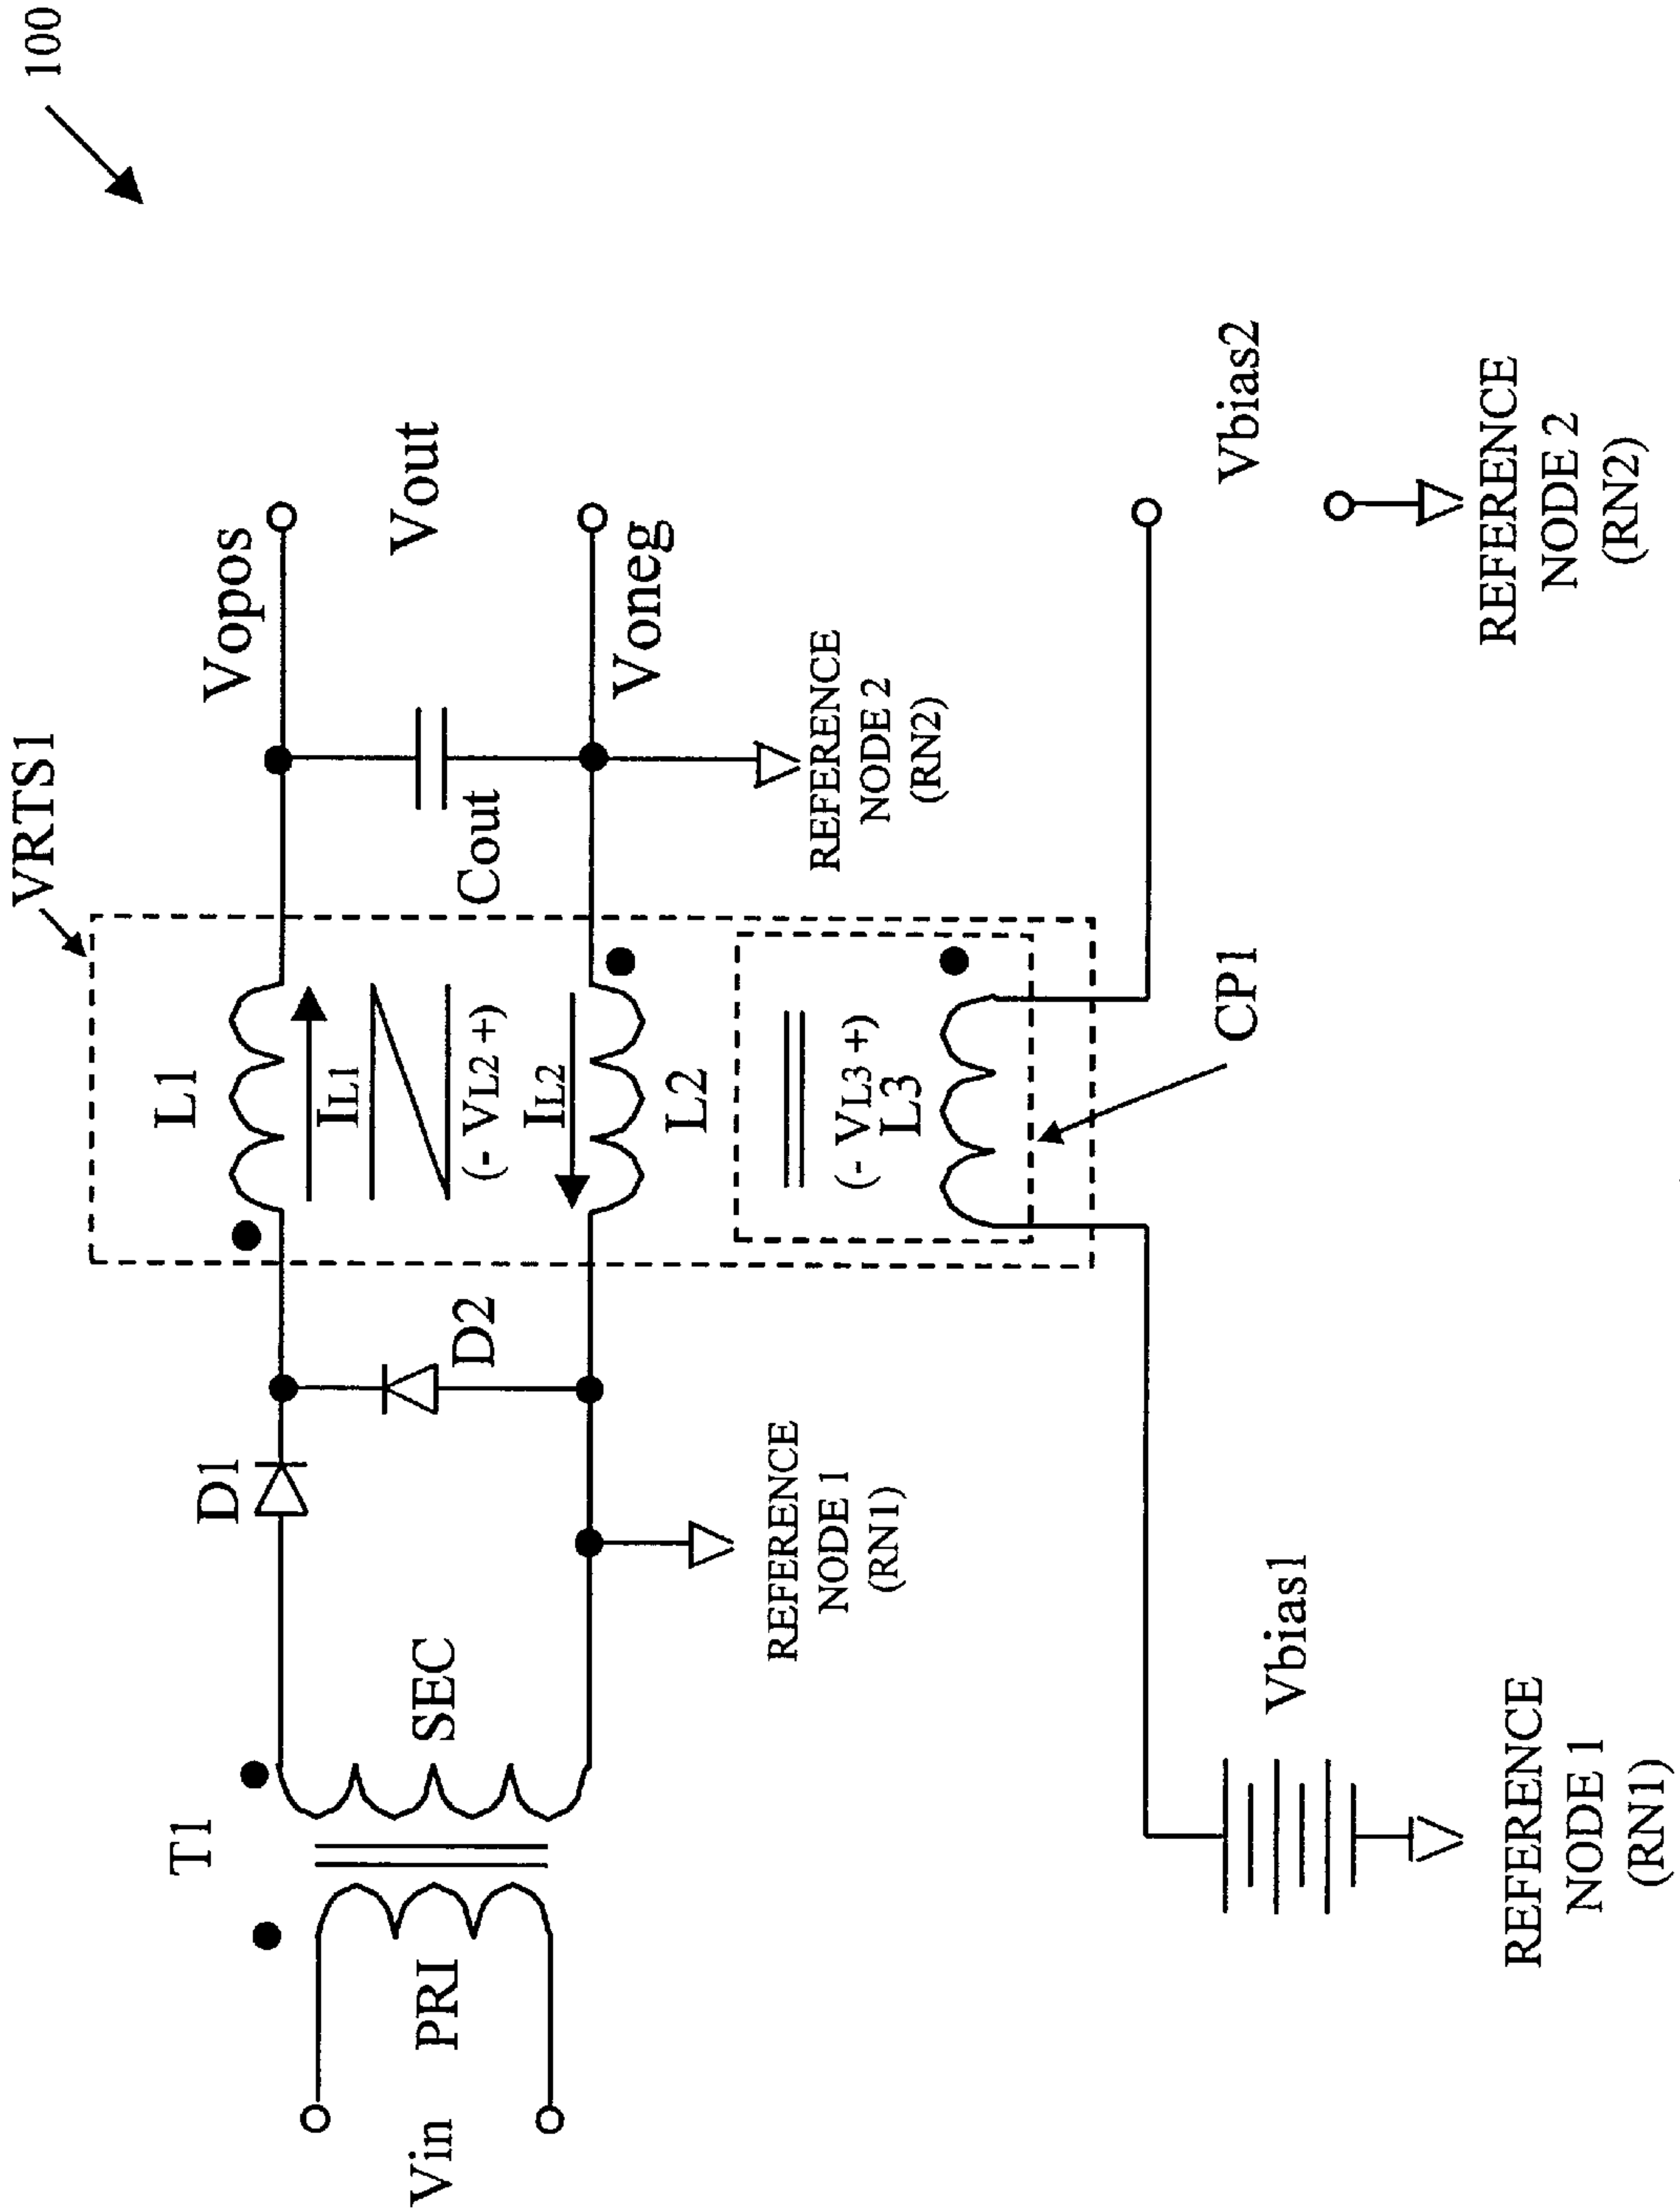 100
VRTS1
Vopos
Vout
Voneg
Cout
L1
IL1
(- VL2 +)
IL2
L2
D1
D2
T1
SEC
PRI
Vin
REFERENCE
NODE 1
(RN1)
REFERENCE
NODE 2
(RN2)
(- VL3 +)
L3
CP1
Vbias1
REFERENCE
NODE 1
(RN1)
Vbias2
REFERENCE
NODE 2
(RN2)